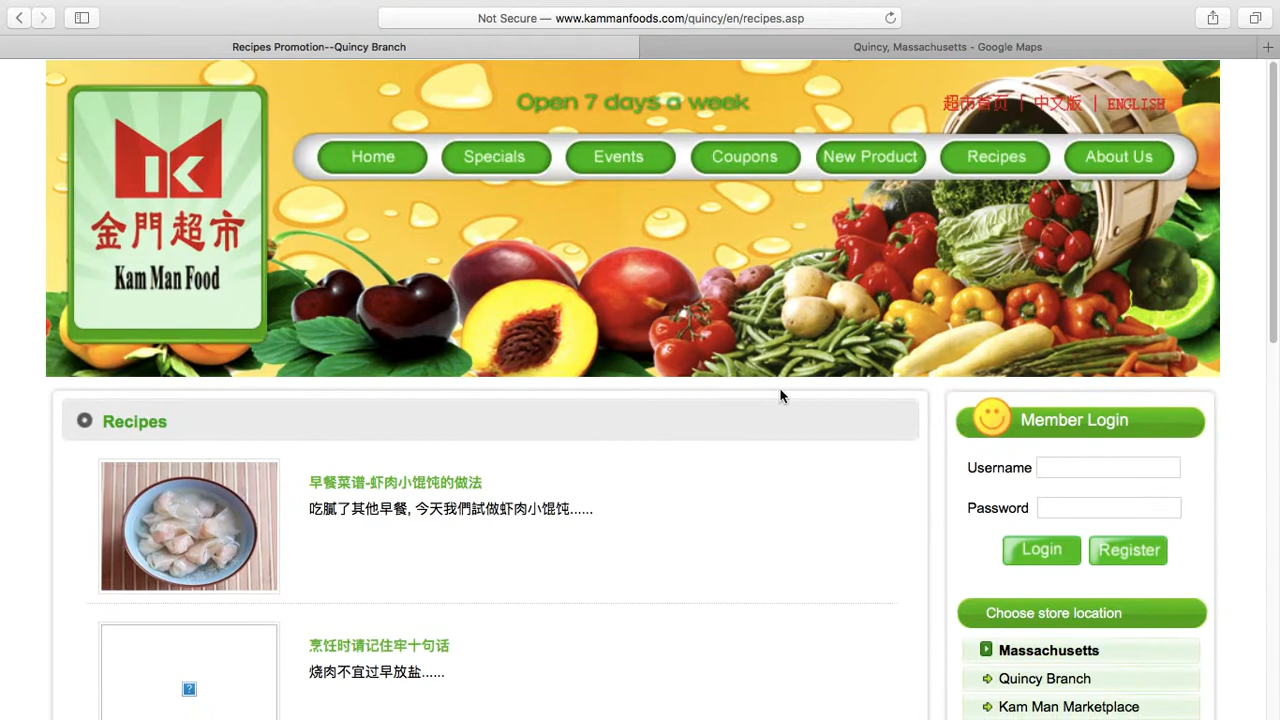 Not Secure — www.kammanfoods.com/quincy/en/recipes.asp
Recipes Promotion--Quincy Branch
Quincy, Massachusetts - Google Maps
Open 7 days a week
超市首页 | 中文版 | ENGLISH
Home
Specials
Events
Coupons
New Product
Recipes
About Us
金門超市
Kam Man Food
Recipes
早餐菜谱-虾肉小馄饨的做法
吃腻了其他早餐, 今天我們試做虾肉小馄饨......
烹饪时请记住牢十句话
烧肉不宜过早放盐......
Member Login
Username
Password
Login
Register
Choose store location
Massachusetts
Quincy Branch
Kam Man Marketplace